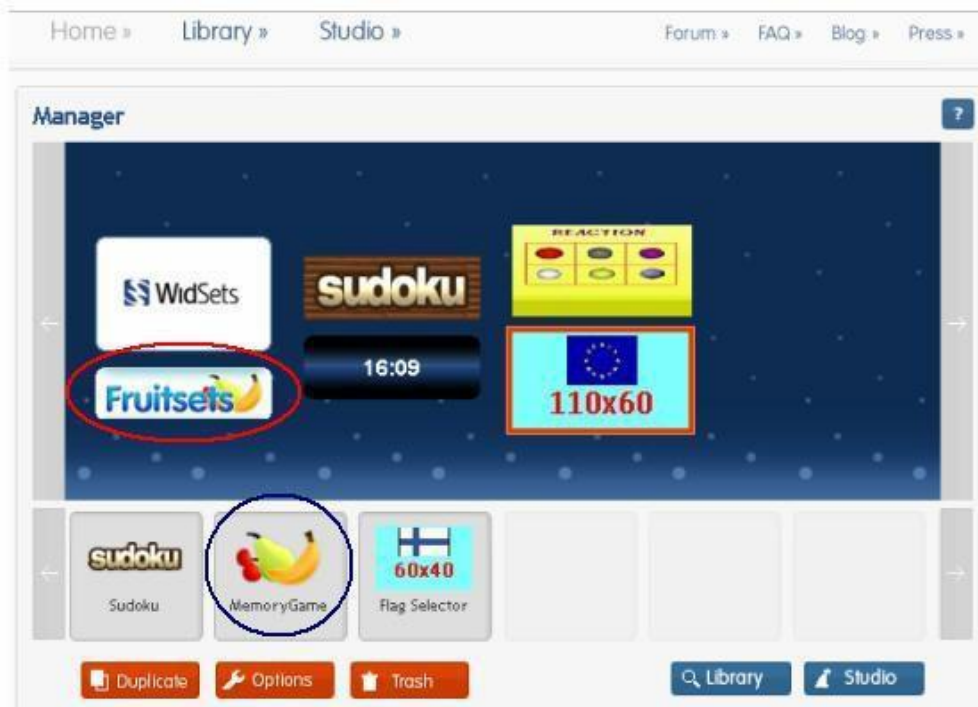 Home » Library » Studio » Forum » FAQ » Blog » Press »
Manager ?
REACTION
WidSets
sudoku
Fruitsets
16:09
110x60
sudoku
60x40
Sudoku MemoryGame Flag Selector
Duplicate Options Trash Library Studio